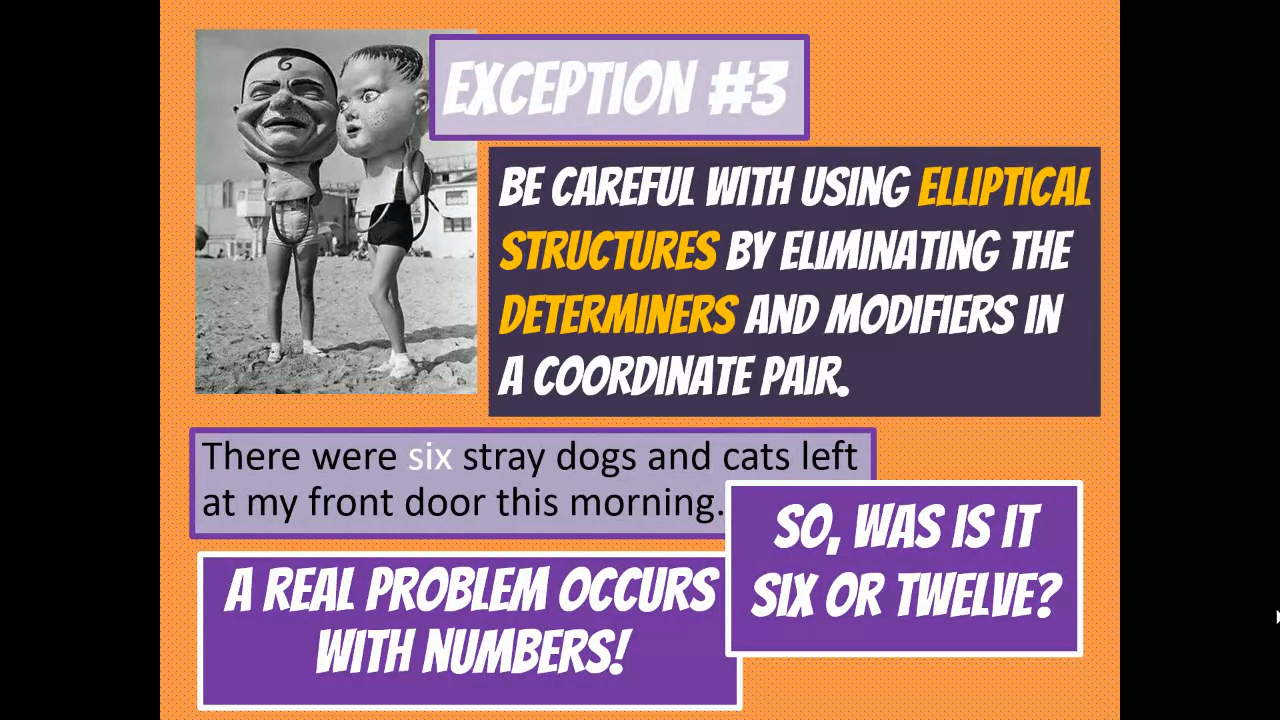 EXCEPTION #3
BE CAREFUL WITH USING ELLIPTICAL
STRUCTURES BY ELIMINATING THE
DETERMINERS AND MODIFIERS IN
A COORDINATE PAIR.
There were six stray dogs and cats left
at my front door this morning.
SO, WAS IS IT
SIX OR TWELVE?
A REAL PROBLEM OCCURS
WITH NUMBERS!